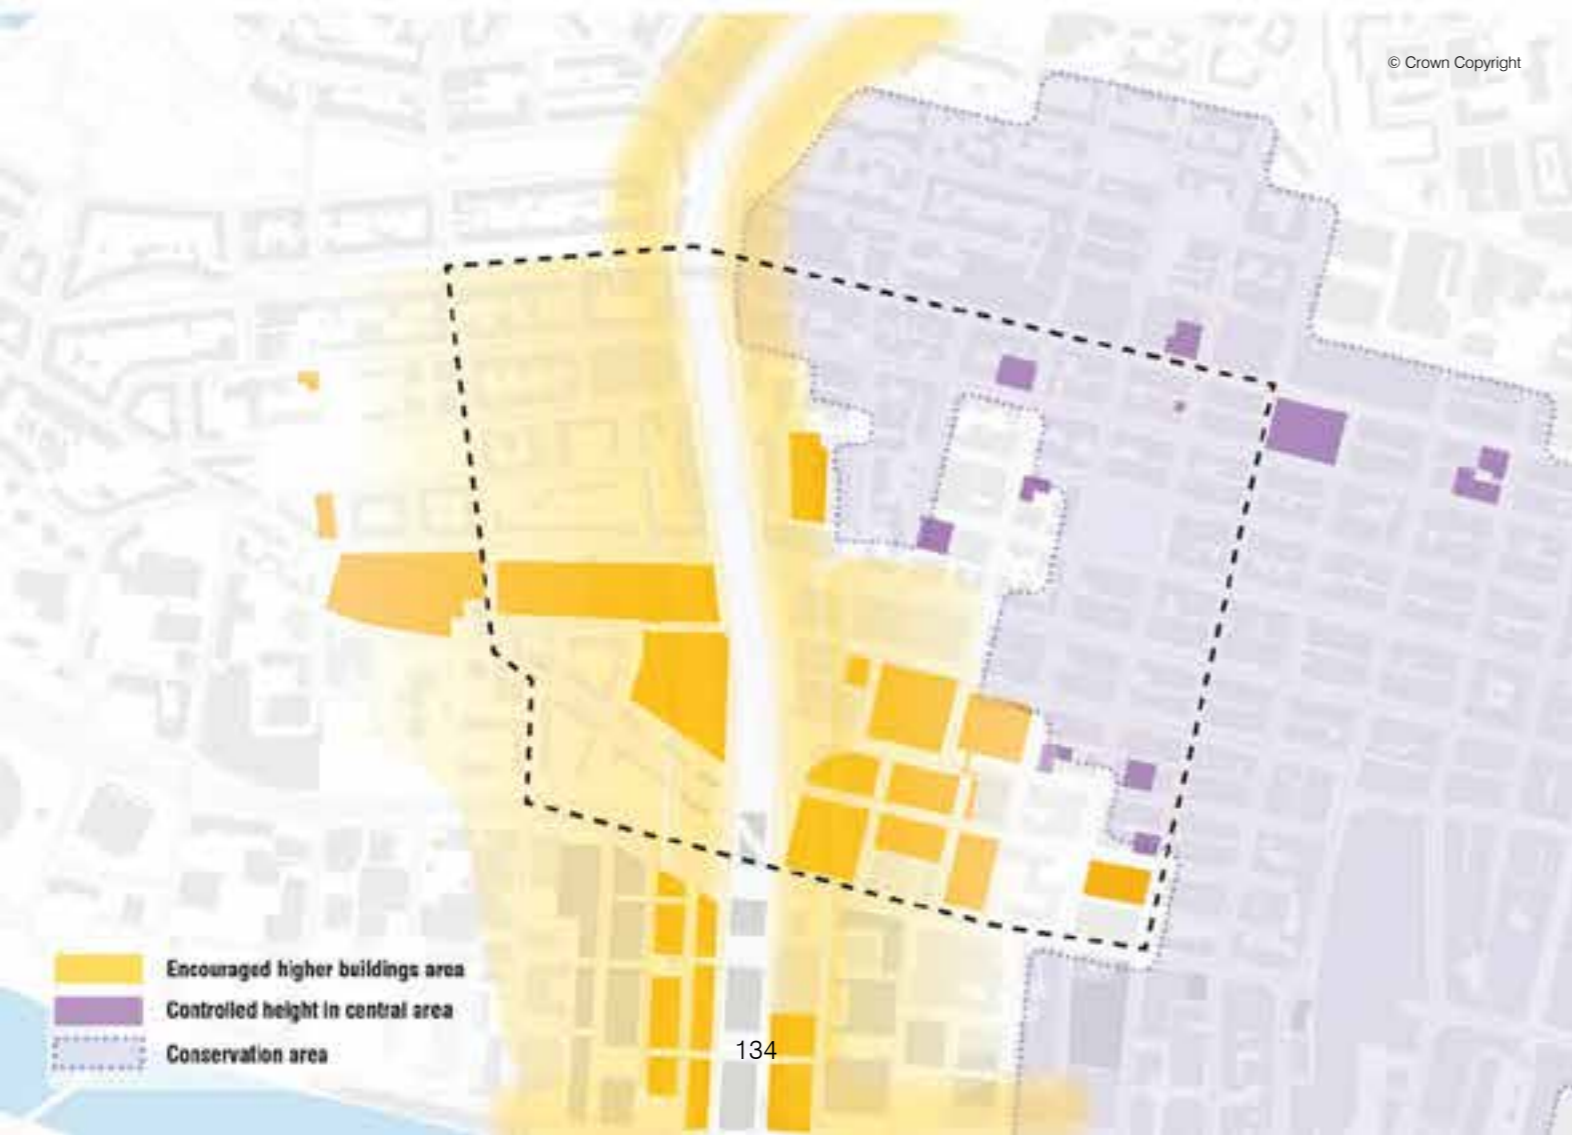 © Crown Copyright
Encouraged higher buildings area
Controlled height in central area
Conservation area
134